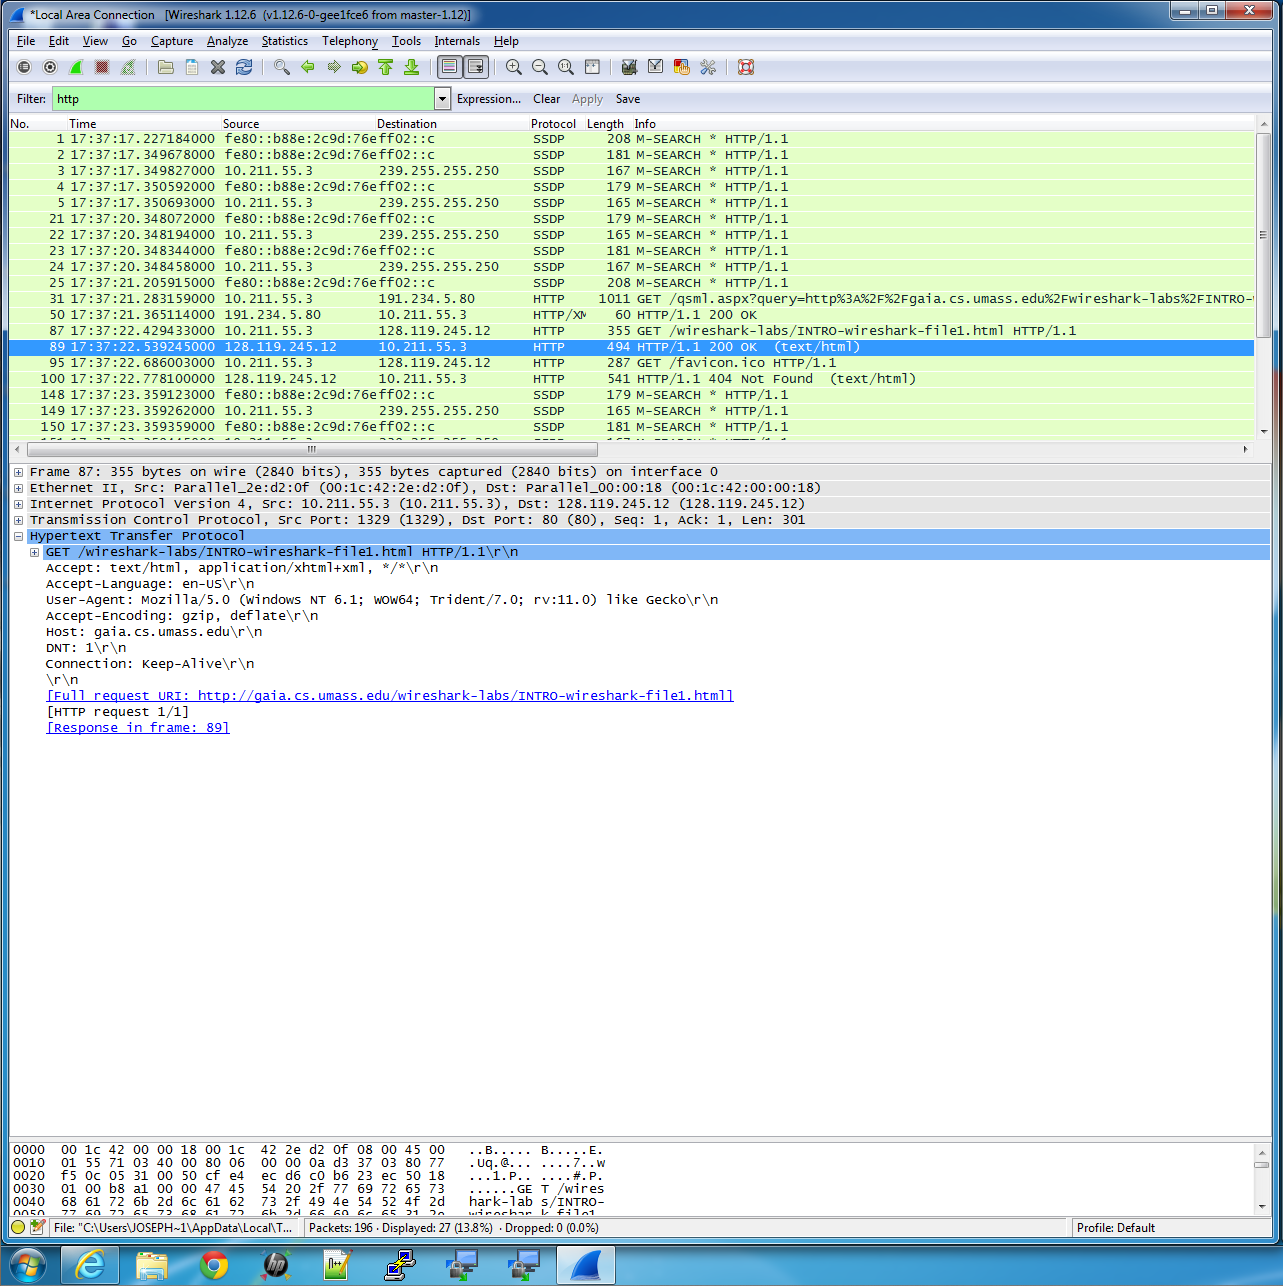 *Local Area Connection   [Wireshark 1.12.6  (v1.12.6-0-gee1fce6 from master-1.12)]
File Edit View Go Capture Analyze Statistics Telephony Tools Internals Help
Filter: http Expression... Clear Apply Save
No. Time Source Destination Protocol Length Info
1 17:37:17.227184000 fe80::b88e:2c9d:76e ff02::c SSDP 208 M-SEARCH * HTTP/1.1
2 17:37:17.349678000 fe80::b88e:2c9d:76e ff02::c SSDP 181 M-SEARCH * HTTP/1.1
3 17:37:17.349827000 10.211.55.3 239.255.255.250 SSDP 167 M-SEARCH * HTTP/1.1
4 17:37:17.350592000 fe80::b88e:2c9d:76e ff02::c SSDP 179 M-SEARCH * HTTP/1.1
5 17:37:17.350693000 10.211.55.3 239.255.255.250 SSDP 165 M-SEARCH * HTTP/1.1
21 17:37:20.348072000 fe80::b88e:2c9d:76e ff02::c SSDP 179 M-SEARCH * HTTP/1.1
22 17:37:20.348194000 10.211.55.3 239.255.255.250 SSDP 165 M-SEARCH * HTTP/1.1
23 17:37:20.348344000 fe80::b88e:2c9d:76e ff02::c SSDP 181 M-SEARCH * HTTP/1.1
24 17:37:20.348458000 10.211.55.3 239.255.255.250 SSDP 167 M-SEARCH * HTTP/1.1
25 17:37:21.205915000 fe80::b88e:2c9d:76e ff02::c SSDP 208 M-SEARCH * HTTP/1.1
31 17:37:21.283159000 10.211.55.3 191.234.5.80 HTTP 1011 GET /qsml.aspx?query=http%3A%2F%2Fgaia.cs.umass.edu%2Fwireshark-labs%2FINTRO-
50 17:37:21.365114000 191.234.5.80 10.211.55.3 HTTP/XM 60 HTTP/1.1 200 OK
87 17:37:22.429433000 10.211.55.3 128.119.245.12 HTTP 355 GET /wireshark-labs/INTRO-wireshark-file1.html HTTP/1.1
89 17:37:22.539245000 128.119.245.12 10.211.55.3 HTTP 494 HTTP/1.1 200 OK  (text/html)
95 17:37:22.686003000 10.211.55.3 128.119.245.12 HTTP 287 GET /favicon.ico HTTP/1.1
100 17:37:22.778100000 128.119.245.12 10.211.55.3 HTTP 541 HTTP/1.1 404 Not Found  (text/html)
148 17:37:23.359123000 fe80::b88e:2c9d:76e ff02::c SSDP 179 M-SEARCH * HTTP/1.1
149 17:37:23.359262000 10.211.55.3 239.255.255.250 SSDP 165 M-SEARCH * HTTP/1.1
150 17:37:23.359359000 fe80::b88e:2c9d:76e ff02::c SSDP 181 M-SEARCH * HTTP/1.1
Frame 87: 355 bytes on wire (2840 bits), 355 bytes captured (2840 bits) on interface 0
Ethernet II, Src: Parallel_2e:d2:0f (00:1c:42:2e:d2:0f), Dst: Parallel_00:00:18 (00:1c:42:00:00:18)
Internet Protocol Version 4, Src: 10.211.55.3 (10.211.55.3), Dst: 128.119.245.12 (128.119.245.12)
Transmission Control Protocol, Src Port: 1329 (1329), Dst Port: 80 (80), Seq: 1, Ack: 1, Len: 301
Hypertext Transfer Protocol
GET /wireshark-labs/INTRO-wireshark-file1.html HTTP/1.1\r\n
Accept: text/html, application/xhtml+xml, */*\r\n
Accept-Language: en-US\r\n
User-Agent: Mozilla/5.0 (Windows NT 6.1; WOW64; Trident/7.0; rv:11.0) like Gecko\r\n
Accept-Encoding: gzip, deflate\r\n
Host: gaia.cs.umass.edu\r\n
DNT: 1\r\n
Connection: Keep-Alive\r\n
\r\n
[Full request URI: http://gaia.cs.umass.edu/wireshark-labs/INTRO-wireshark-file1.html]
[HTTP request 1/1]
[Response in frame: 89]
0000  00 1c 42 00 00 18 00 1c  42 2e d2 0f 08 00 45 00   ..B..... B.....E.
0010  01 55 71 03 40 00 80 06  00 00 0a d3 37 03 80 77   .Uq.@... ....7..w
0020  f5 0c 05 31 00 50 cf e4  ec d6 c0 b6 23 ec 50 18   ...1.P.. ....#.P.
0030  01 00 b8 a1 00 00 47 45  54 20 2f 77 69 72 65 73   ......GE T /wires
0040  68 61 72 6b 2d 6c 61 62  73 2f 49 4e 54 52 4f 2d   hark-lab s/INTRO-
0050  77 69 72 65 73 68 61 72  6b 2d 66 69 6c 65 31 2e   wireshar k-file1.
File: "C:\Users\JOSEPH~1\AppData\Local\T... Packets: 196 · Displayed: 27 (13.8%) · Dropped: 0 (0.0%) Profile: Default